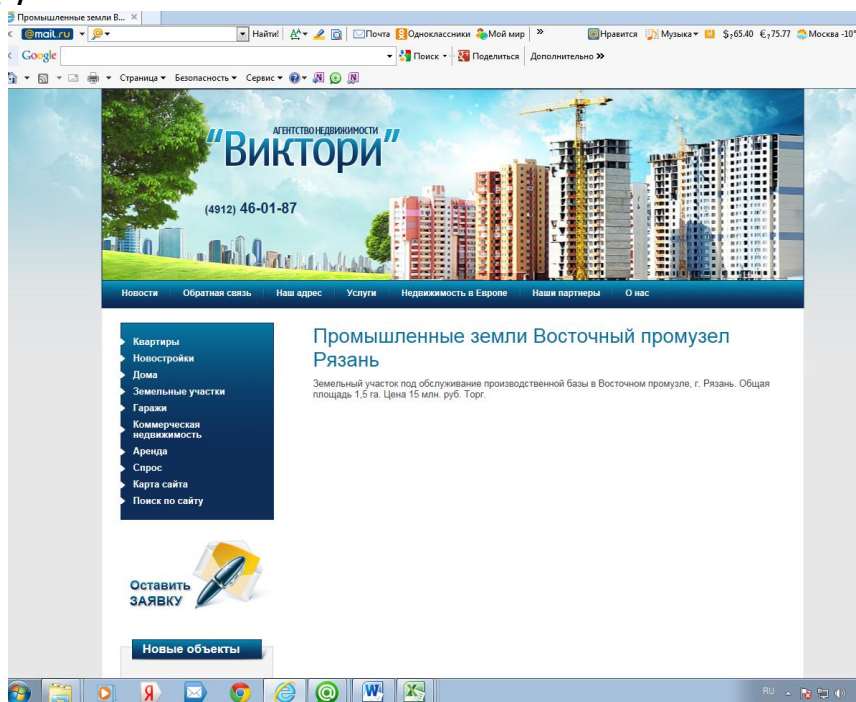 Промышленные земли В...
@mail.ru
Найти!
Почта
Одноклассники
Мой мир
»
Нравится
Музыка
$ 65.40
€ 75.77
Москва -10°
Google
Поиск
Поделиться
Дополнительно »
Страница
Безопасность
Сервис
АГЕНТСТВО НЕДВИЖИМОСТИ
"Виктори"
(4912) 46-01-87
Новости Обратная связь Наш адрес Услуги Недвижимость в Европе Наши партнеры О нас
Квартиры
Новостройки
Дома
Земельные участки
Гаражи
Коммерческая
недвижимость
Аренда
Спрос
Карта сайта
Поиск по сайту
Промышленные земли Восточный промузел
Рязань
Земельный участок под обслуживание производственной базы в Восточном промузле, г. Рязань. Общая
площадь 1,5 га. Цена 15 млн. руб. Торг.
Оставить
ЗАЯВКУ
Новые объекты
RU